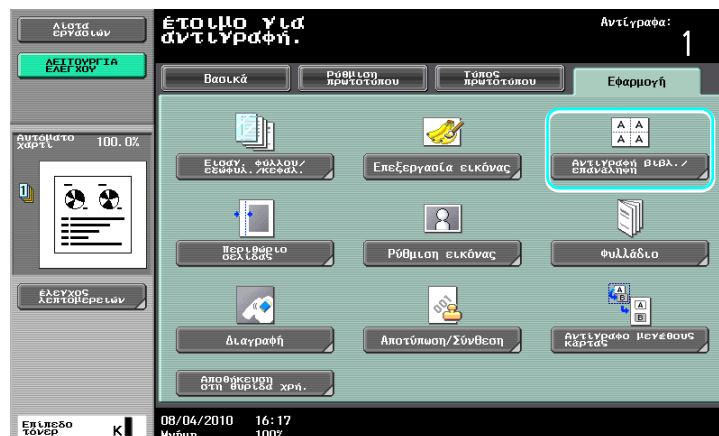 Λίστα
εργασιών
ΛΕΙΤΟΥΡΓΙΑ
ΕΛΕΓΧΟΥ
έτοιμο για
αντιγραφή.
Αντίγραφα:
1
Βασικά
Ρύθμιση
πρωτοτύπου
Τύπος
πρωτοτύπου
Εφαρμογή
Αυτόματο
χαρτί
100.0%
Εισαγ. φύλλου/
εξώφυλ./κεφάλ.
Επεξεργασία εικόνας
A A
A A
Αντιγραφή βιβλ./
επανάληψη
Περιθώριο
σελίδας
Ρύθμιση εικόνας
Φυλλάδιο
έλεγχος
λεπτομερειών
001
A
B
A
B
Διαγραφή
Αποτύπωση/Σύνθεση
Αντίγραφο μεγέθους
κάρτας
Αποθήκευση
στη θυρίδα χρή.
Επίπεδο
τόνερ
K
08/04/2010 16:17
Μνήμη 100%